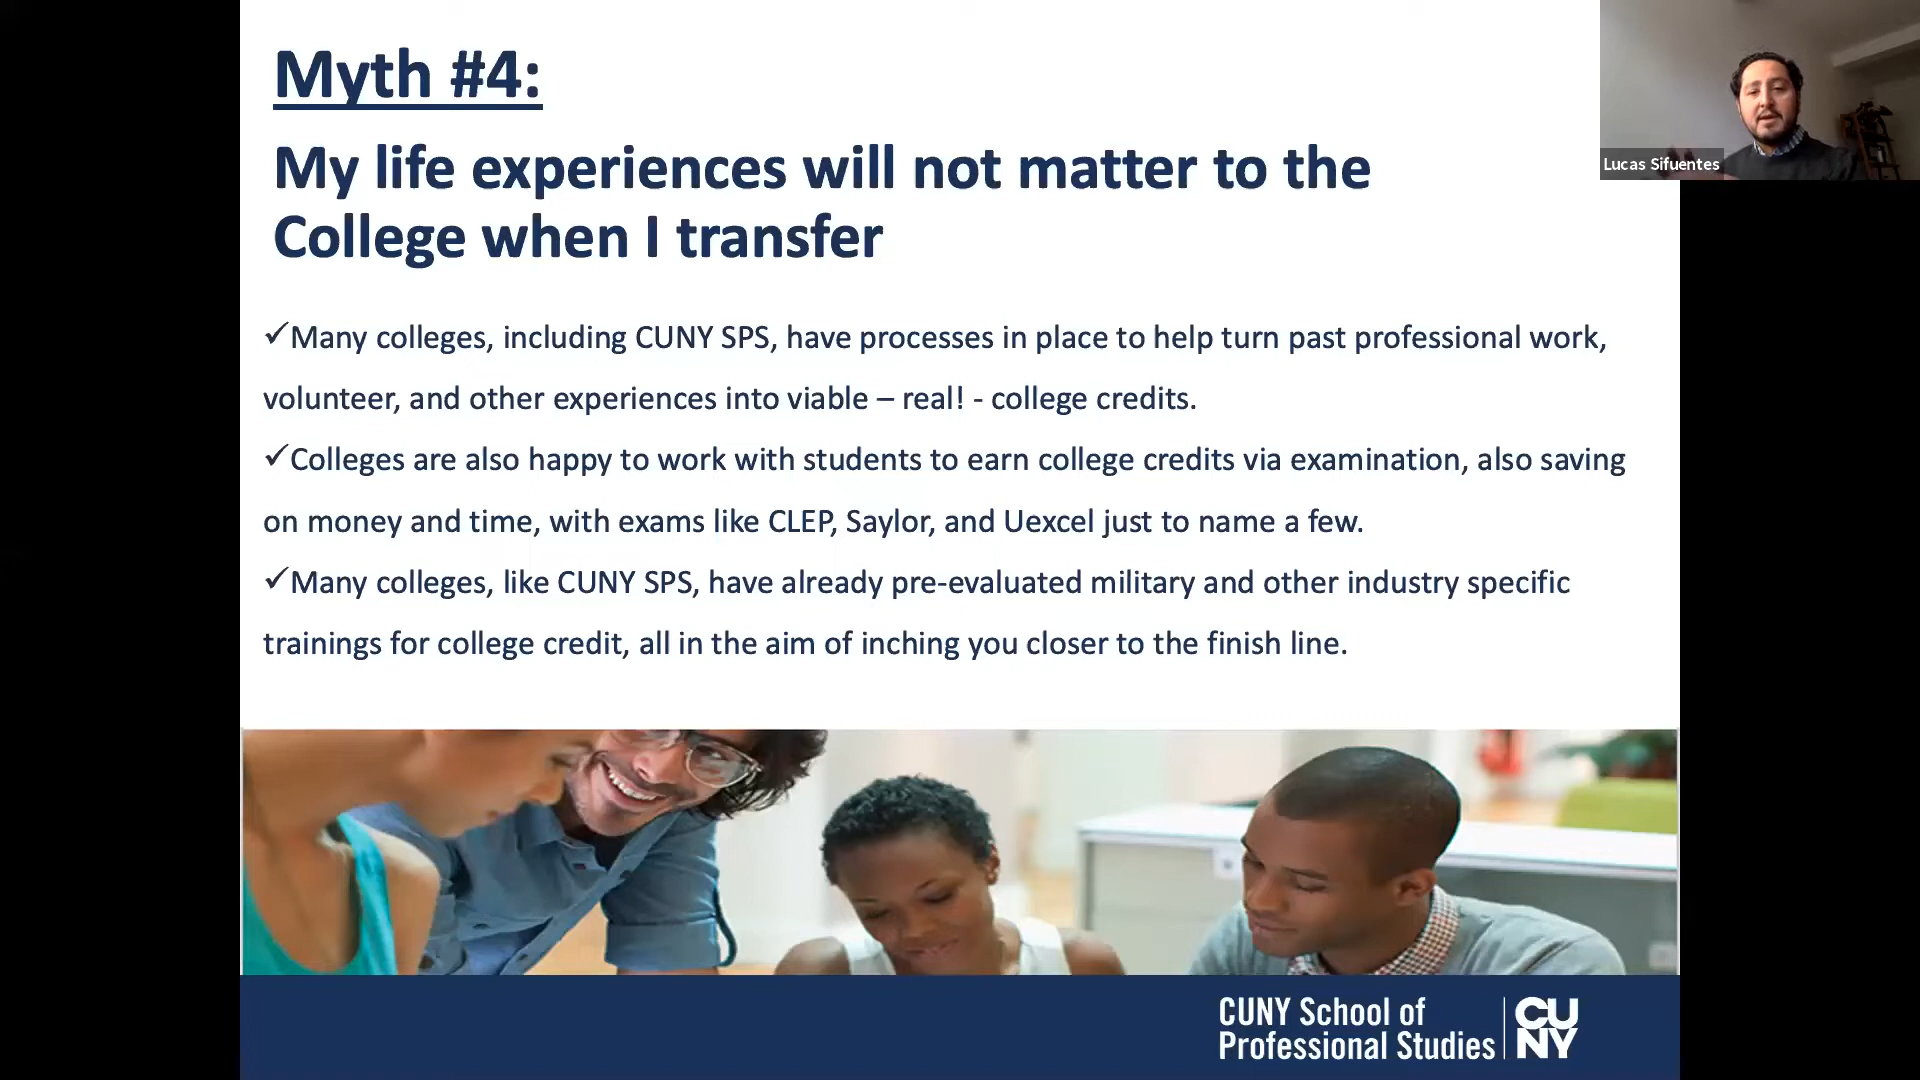 Myth #4:
My life experiences will not matter to the
College when I transfer
✓Many colleges, including CUNY SPS, have processes in place to help turn past professional work,
volunteer, and other experiences into viable – real! - college credits.
✓Colleges are also happy to work with students to earn college credits via examination, also saving
on money and time, with exams like CLEP, Saylor, and Uexcel just to name a few.
✓Many colleges, like CUNY SPS, have already pre-evaluated military and other industry specific
trainings for college credit, all in the aim of inching you closer to the finish line.
Lucas Sifuentes
CUNY School of
Professional Studies
CU
NY